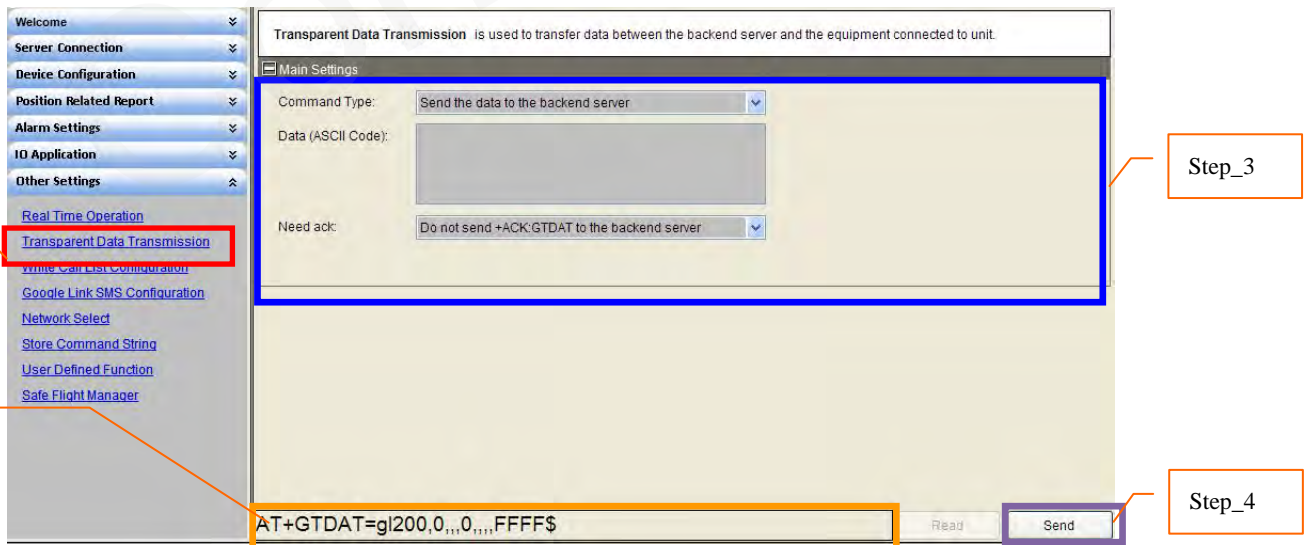 Welcome
Server Connection
Device Configuration
Position Related Report
Alarm Settings
IO Application
Other Settings
Real Time Operation
Transparent Data Transmission
White Call List Configuration
Google Link SMS Configuration
Network Select
Store Command String
User Defined Function
Safe Flight Manager
Transparent Data Transmission is used to transfer data between the backend server and the equipment connected to unit.
Main Settings
Command Type: Send the data to the backend server
Data (ASCII Code):
Need ack: Do not send +ACK:GTDAT to the backend server
Step_3
AT+GTDAT=gl200,0,,,0,,,,FFFF$
Read
Send
Step_4